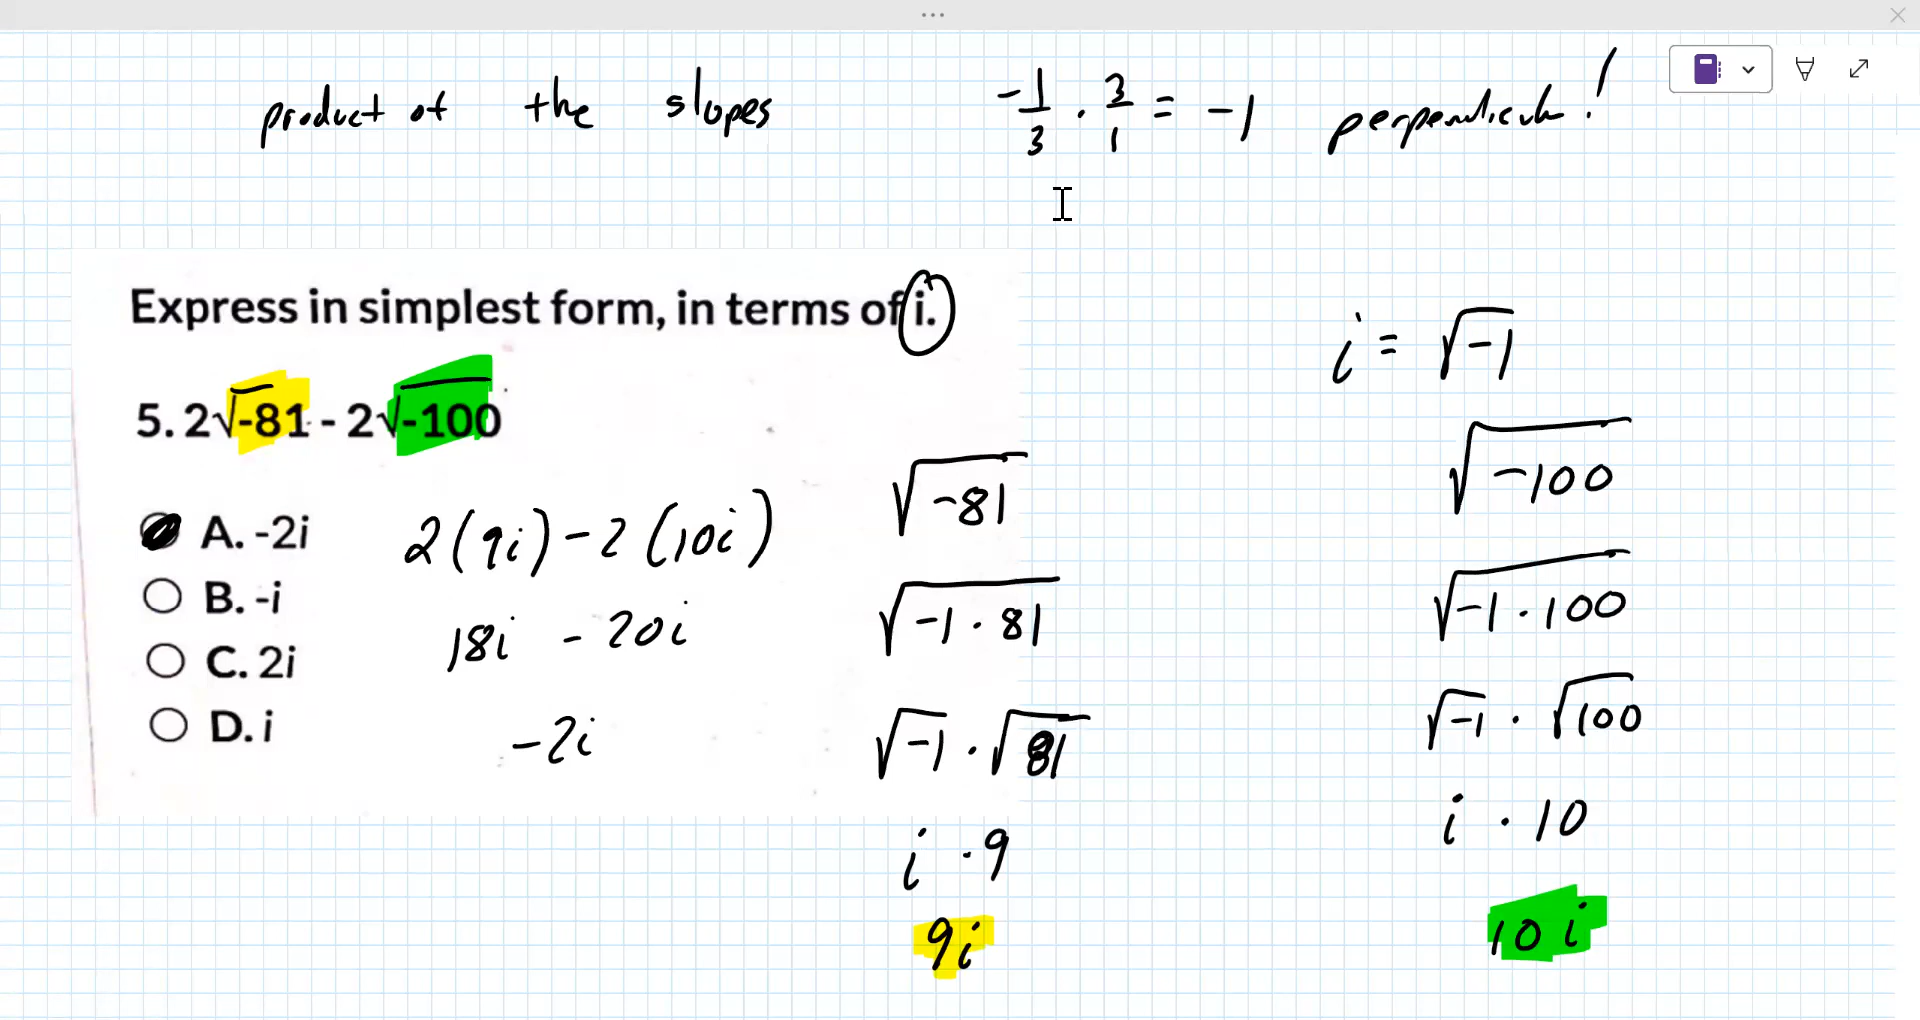 product of the slopes -1/3 · 3/1 = -1 perpendicular!
Express in simplest form, in terms of i.
5. 2√-81 - 2√-100
A. -2i
B. -i
C. 2i
D. i
2(9i) - 2(10i)
18i - 20i
-2i
√-81
√-1 · 81
√-1 · √81
i · 9
9i
i = √-1
√-100
√-1 · 100
√-1 · √100
i · 10
10i